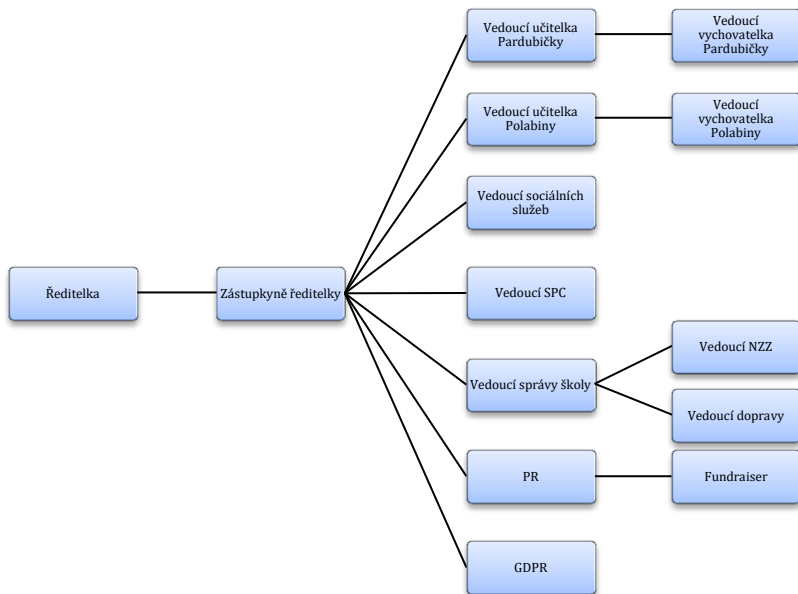 Vedoucí učitelka
Pardubičky
Vedoucí
vychovatelka
Pardubičky
Vedoucí učitelka
Polabiny
Vedoucí
vychovatelka
Polabiny
Vedoucí sociálních
služeb
Ředitelka
Zástupkyně ředitelky
Vedoucí SPC
Vedoucí NZZ
Vedoucí správy školy
Vedoucí dopravy
PR
Fundraiser
GDPR